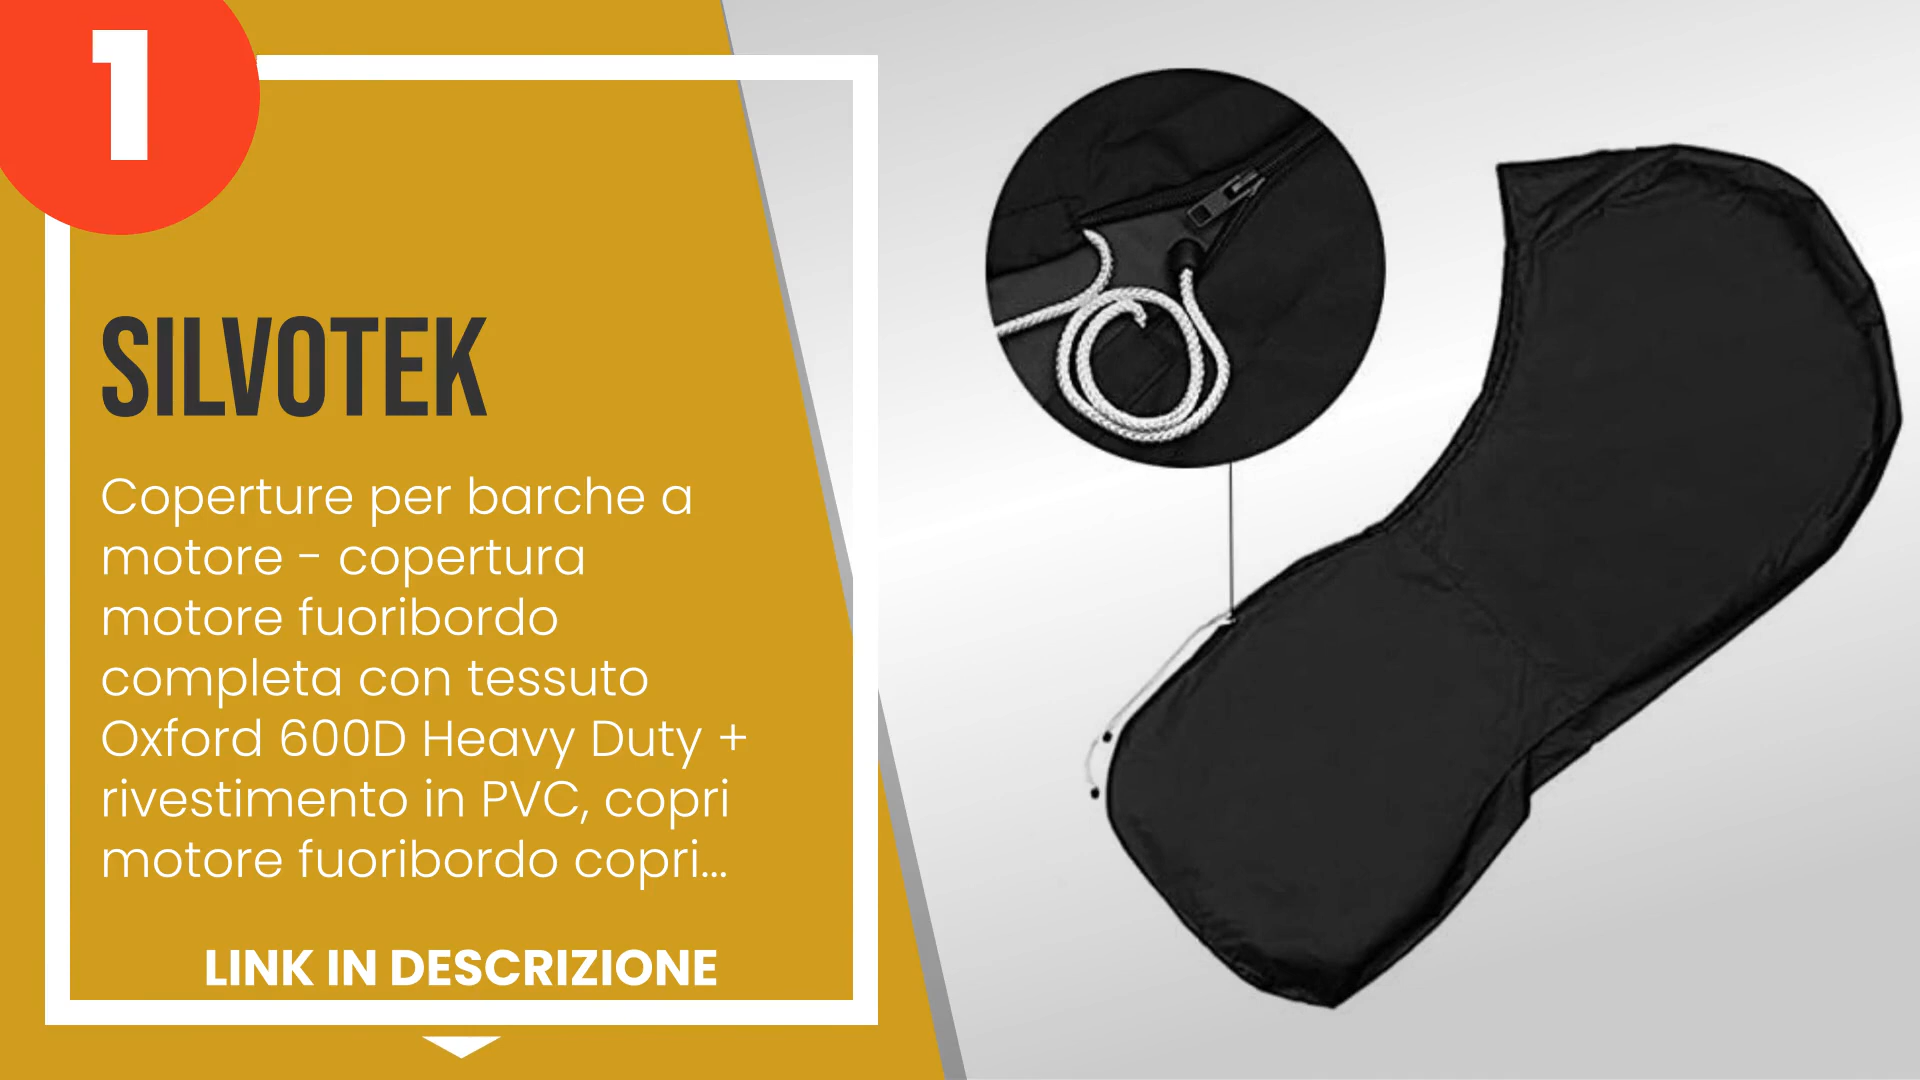 1
SILVOTEK
Coperture per barche a
motore - copertura
motore fuoribordo
completa con tessuto
Oxford 600D Heavy Duty +
rivestimento in PVC, copri
motore fuoribordo copri...
LINK IN DESCRIZIONE